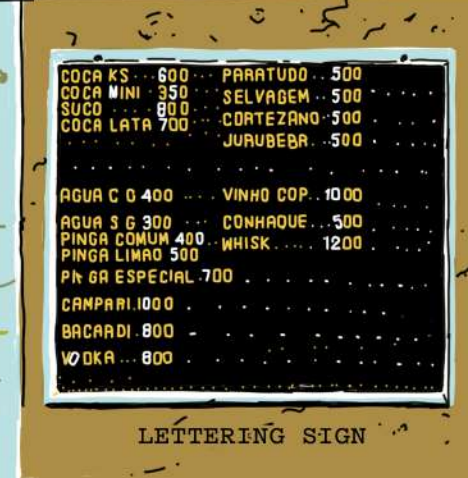 COCA KS ... 600 ... PARATUDO ..500
COCA MINI 350 SELVAGEM ..500
SUCO ...... 800 ... CORTEZANO.500
COCA LATA 700 JURUBEBA ..500
AGUA C G 400 ..... VINHO COP..1000
AGUA S G 300 ..... CONHAQUE ...500
PINGA COMUM 400.. WHISK ..... 1200
PINGA LIMAO 500
PINGA ESPECIAL.700
CAMPARI.1000
BACARDI.800
VODKA ...800
LETTERING SIGN